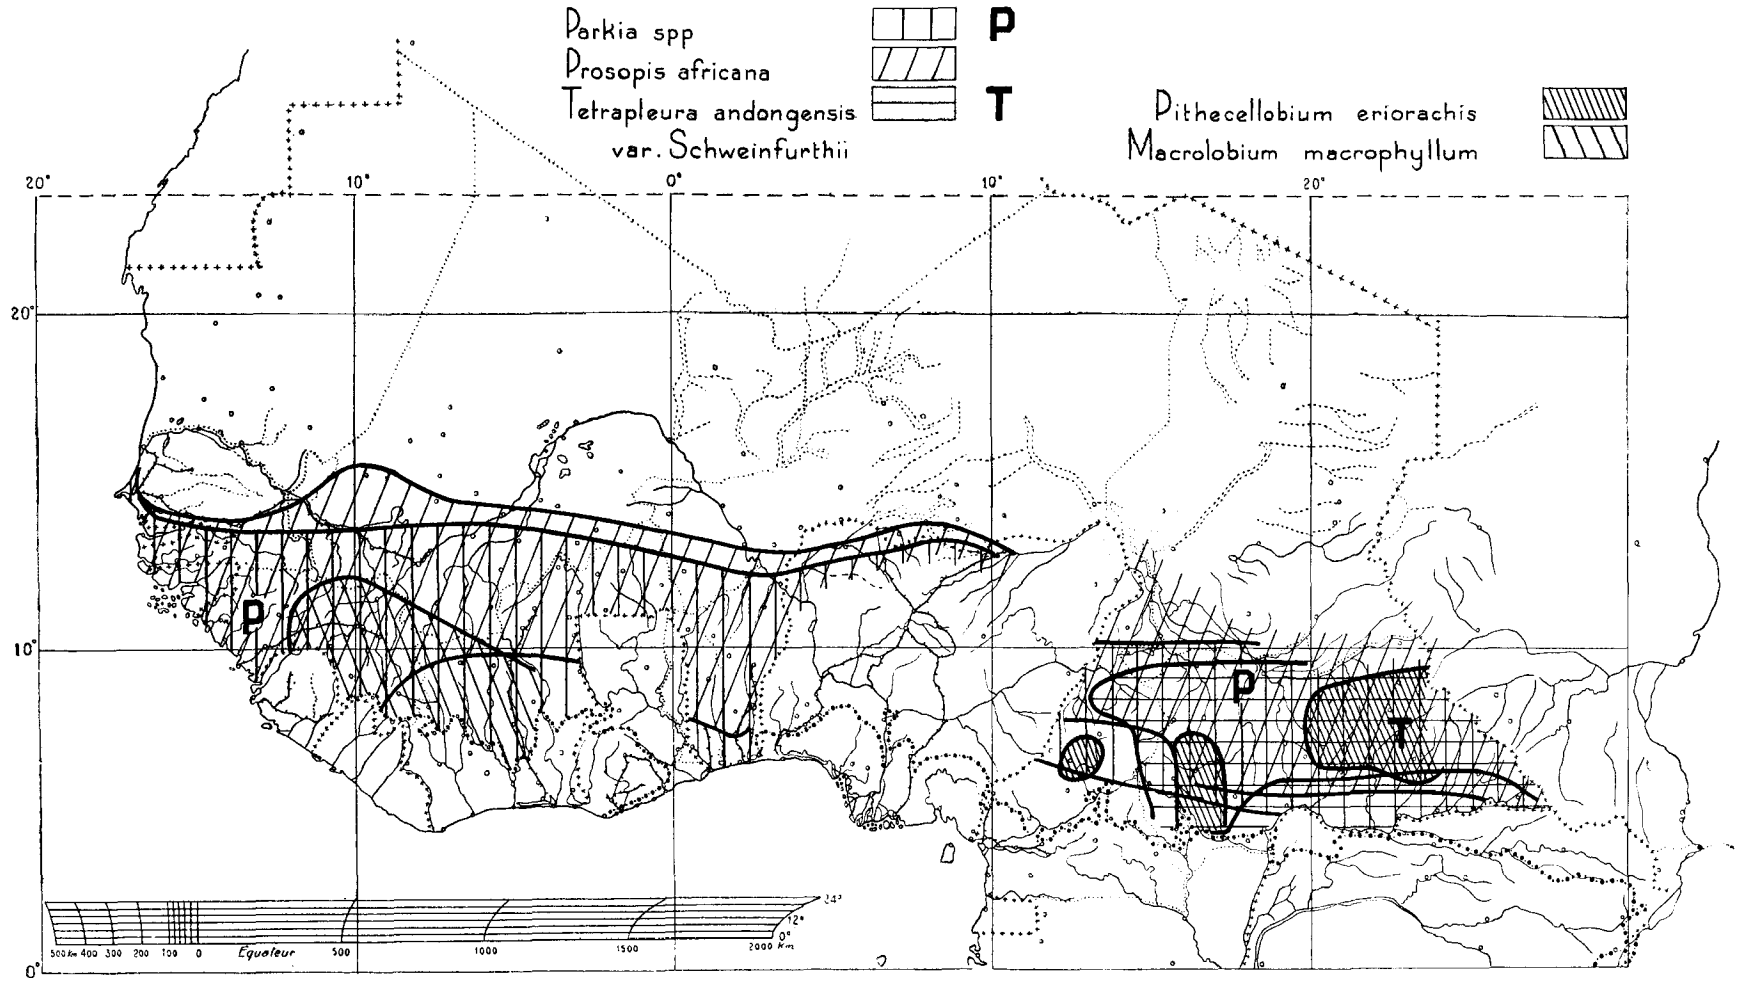 Parkia spp P
Prosopis africana
Tetrapleura andongensis T
var. Schweinfurthii
Pithecellobium eriorachis
Macrolobium macrophyllum
20° 10° 0° 10° 20°
20°
P
10°
P
T
24°
12°
0°
500 Km 400 300 200 100 0 Equateur 500 1000 1500 2000 Km
0°